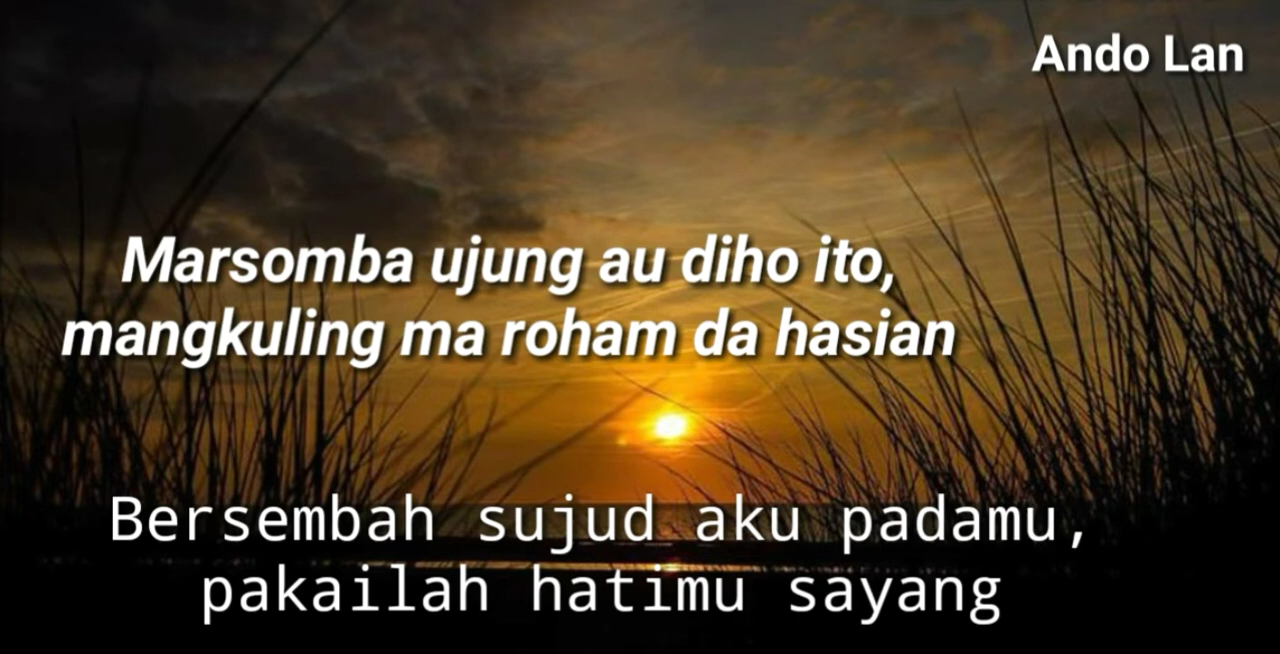 Ando Lan
Marsomba ujung au diho ito,
mangkuling ma roham da hasian
Bersembah sujud aku padamu,
pakailah hatimu sayang